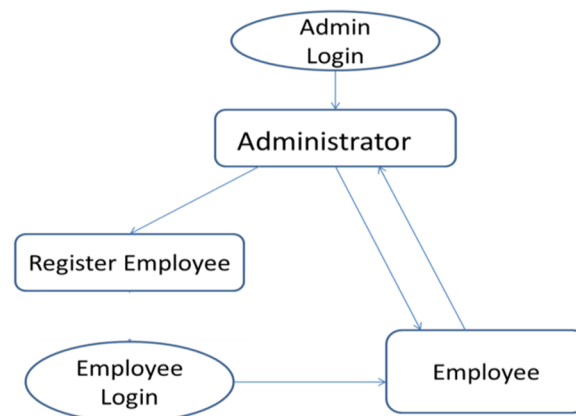 Admin
Login
Administrator
Register Employee
Employee
Login
Employee